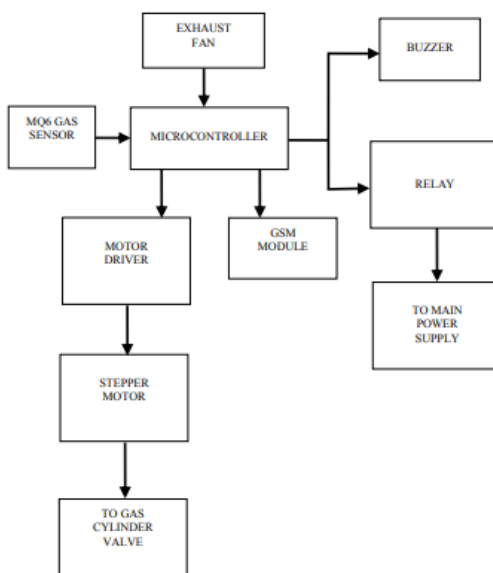 EXHAUST
FAN
BUZZER
MQ6 GAS
SENSOR
MICROCONTROLLER
RELAY
MOTOR
DRIVER
GSM
MODULE
TO MAIN
POWER
SUPPLY
STEPPER
MOTOR
TO GAS
CYLINDER
VALVE